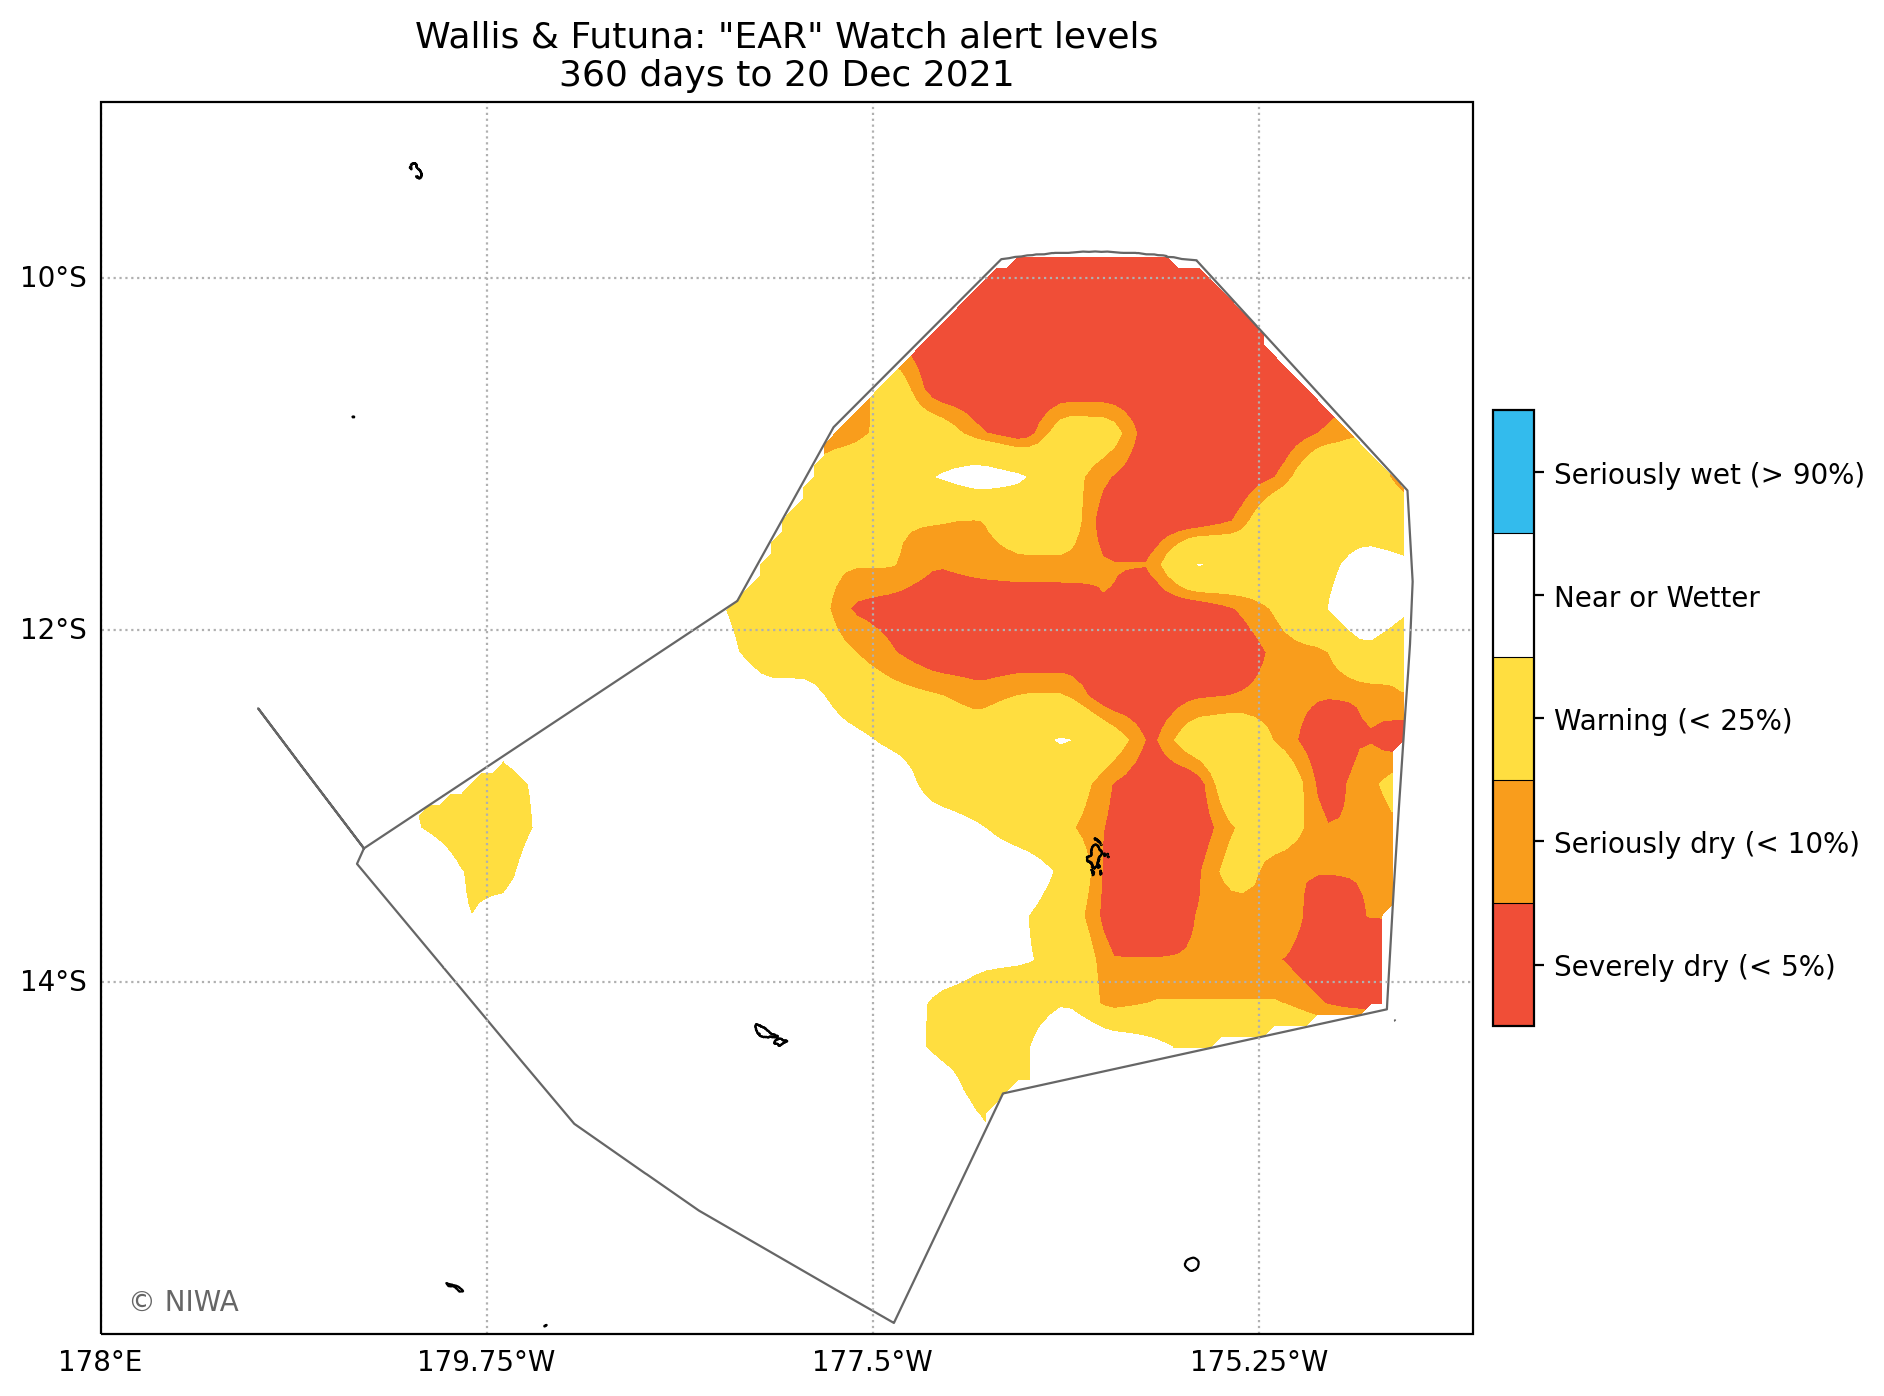 Wallis & Futuna: "EAR" Watch alert levels
360 days to 20 Dec 2021
10°S
12°S
14°S
178°E
179.75°W
177.5°W
175.25°W
Seriously wet (> 90%)
Near or Wetter
Warning (< 25%)
Seriously dry (< 10%)
Severely dry (< 5%)
© NIWA